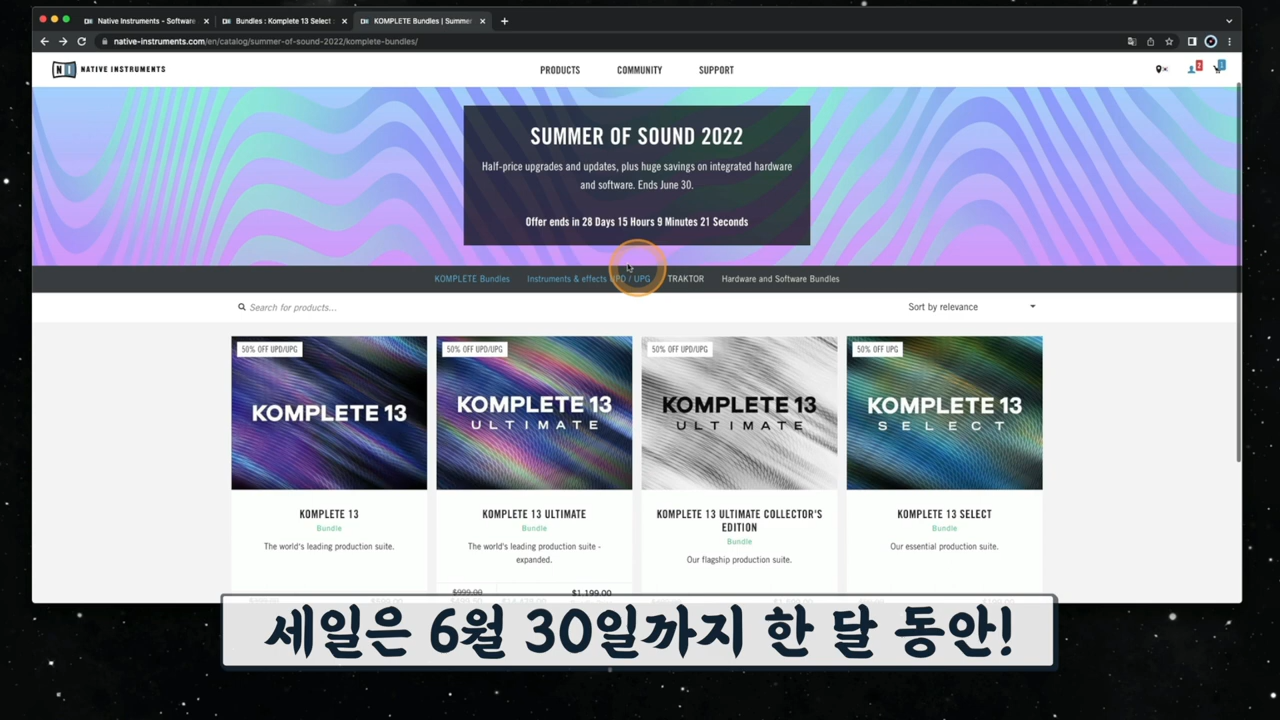 Native Instruments - Software
Bundles : Komplete 13 Select :
KOMPLETE Bundles | Summer
native-instruments.com/en/catalog/summer-of-sound-2022/komplete-bundles/
NI NATIVE INSTRUMENTS
PRODUCTS
COMMUNITY
SUPPORT
2
1
SUMMER OF SOUND 2022
Half-price upgrades and updates, plus huge savings on integrated hardware
and software. Ends June 30.
Offer ends in 28 Days 15 Hours 9 Minutes 21 Seconds
KOMPLETE Bundles
Instruments & effects UPD / UPG
TRAKTOR
Hardware and Software Bundles
Search for products...
Sort by relevance
50% OFF UPD/UPG
KOMPLETE 13
50% OFF UPD/UPG
KOMPLETE 13
ULTIMATE
50% OFF UPD/UPG
KOMPLETE 13
ULTIMATE
50% OFF UPG
KOMPLETE 13
SELECT
KOMPLETE 13
Bundle
The world's leading production suite.
KOMPLETE 13 ULTIMATE
Bundle
The world's leading production suite -
expanded.
$999.00
$1,199.00
KOMPLETE 13 ULTIMATE COLLECTOR'S
EDITION
Bundle
Our flagship production suite.
KOMPLETE 13 SELECT
Bundle
Our essential production suite.
세일은 6월 30일까지 한 달 동안!